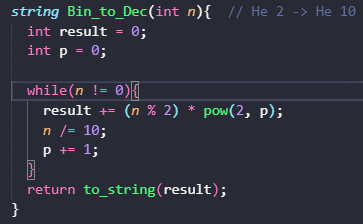 string Bin_to_Dec(int n){  // He 2 -> He 10
  int result = 0;
  int p = 0;

  while(n != 0){
    result += (n % 2) * pow(2, p);
    n /= 10;
    p += 1;
  }
  return to_string(result);
}